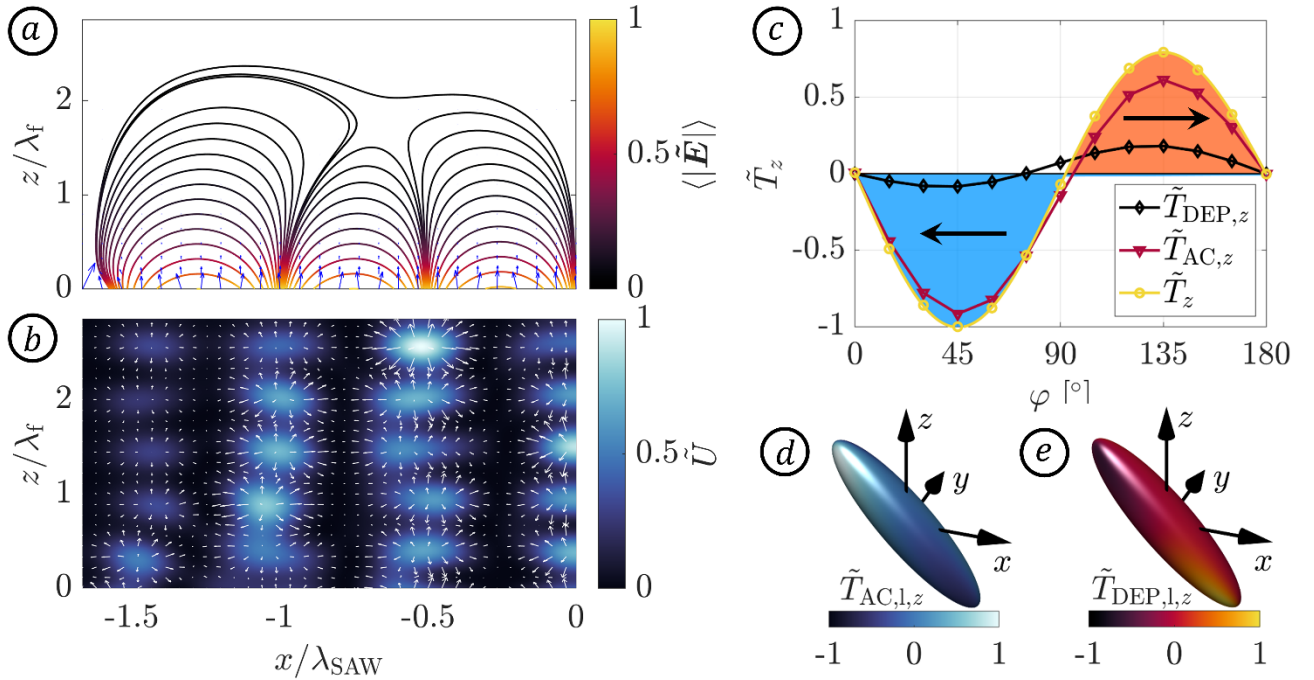 a
2
1
0
z/λf
1
0.5
0
⟨|Ẽ|⟩
b
2
1
0
z/λf
-1.5
-1
-0.5
0
x/λSAW
1
0.5
0
Ũ
c
1
0.5
0
-0.5
-1
T̃z
T̃DEP,z
T̃AC,z
T̃z
0
45
90
135
180
φ [°]
d
z
y
x
T̃AC,l,z
-1
0
1
e
z
y
x
T̃DEP,l,z
-1
0
1